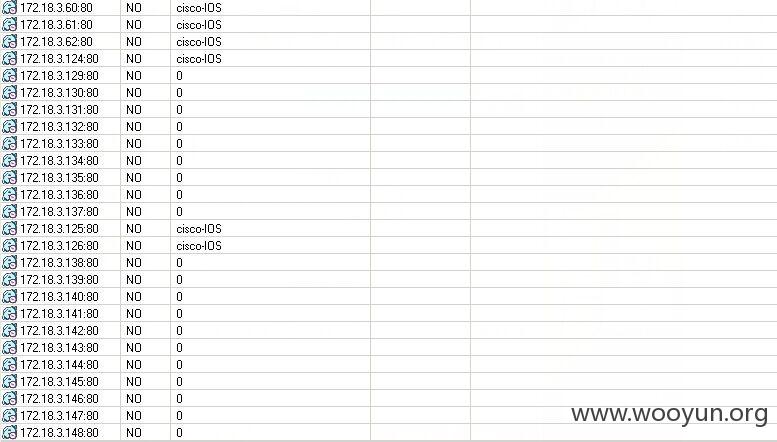 172.18.3.60:80 NO cisco-IOS
172.18.3.61:80 NO cisco-IOS
172.18.3.62:80 NO cisco-IOS
172.18.3.124:80 NO cisco-IOS
172.18.3.129:80 NO 0
172.18.3.130:80 NO 0
172.18.3.131:80 NO 0
172.18.3.132:80 NO 0
172.18.3.133:80 NO 0
172.18.3.134:80 NO 0
172.18.3.135:80 NO 0
172.18.3.136:80 NO 0
172.18.3.137:80 NO 0
172.18.3.125:80 NO cisco-IOS
172.18.3.126:80 NO cisco-IOS
172.18.3.138:80 NO 0
172.18.3.139:80 NO 0
172.18.3.140:80 NO 0
172.18.3.141:80 NO 0
172.18.3.142:80 NO 0
172.18.3.143:80 NO 0
172.18.3.144:80 NO 0
172.18.3.145:80 NO 0
172.18.3.146:80 NO 0
172.18.3.147:80 NO 0
172.18.3.148:80 NO 0
www.wooyun.org